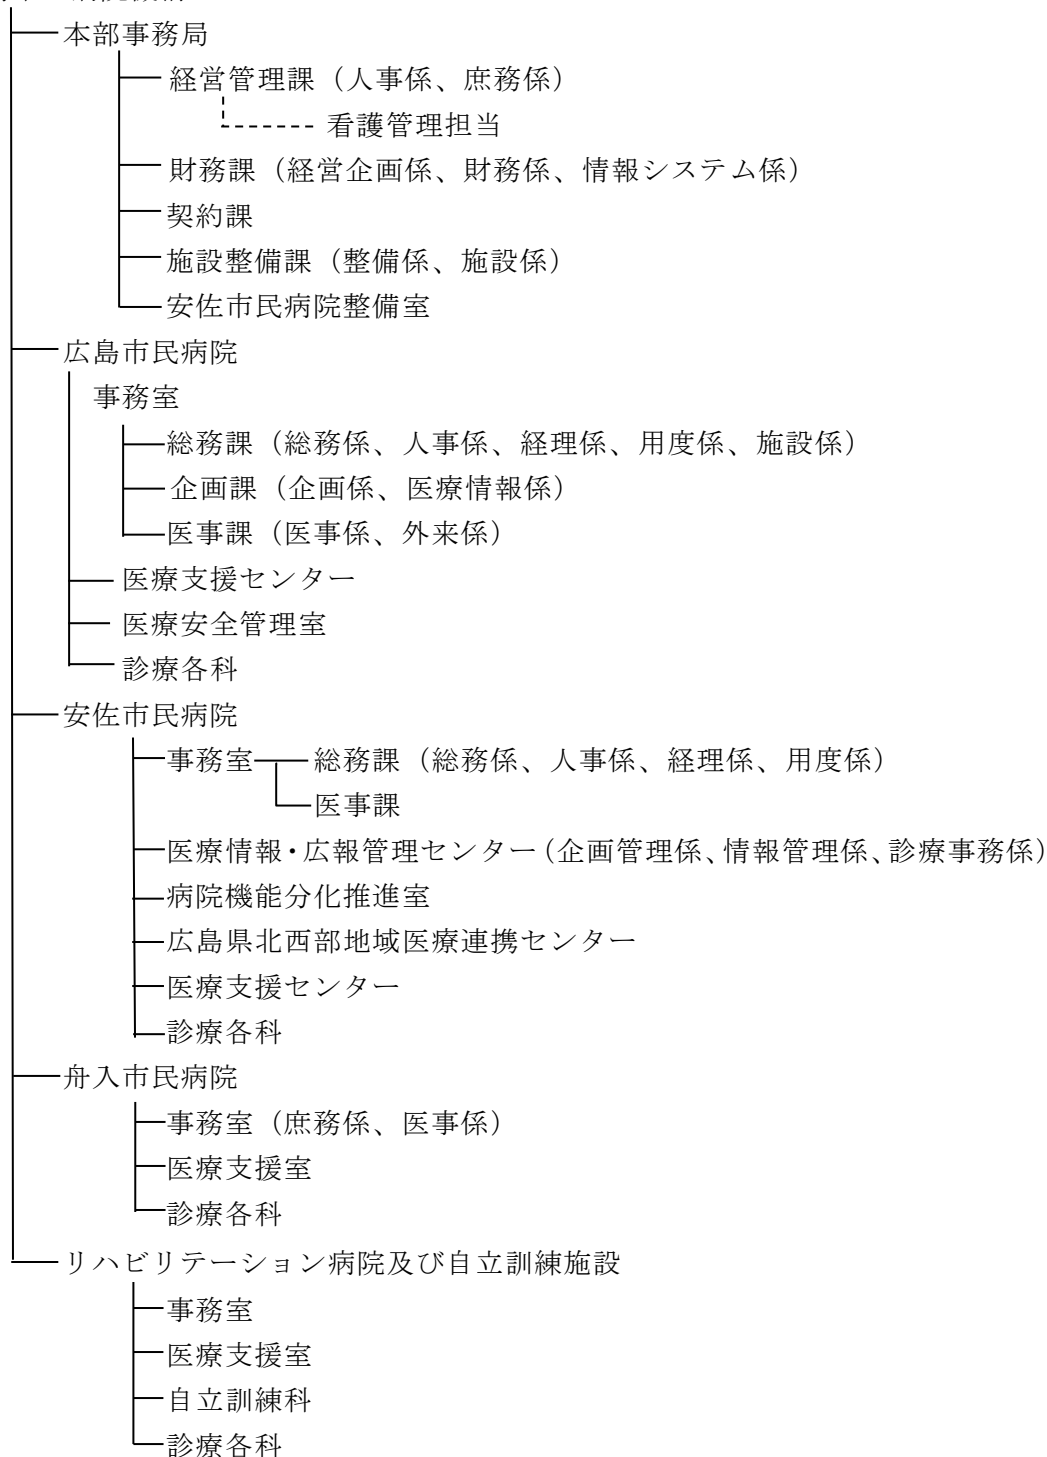 本部事務局
経営管理課（人事係、庶務係）
看護管理担当
財務課（経営企画係、財務係、情報システム係）
契約課
施設整備課（整備係、施設係）
安佐市民病院整備室
広島市民病院
事務室
総務課（総務係、人事係、経理係、用度係、施設係）
企画課（企画係、医療情報係）
医事課（医事係、外来係）
医療支援センター
医療安全管理室
診療各科
安佐市民病院
事務室 総務課（総務係、人事係、経理係、用度係）
医事課
医療情報・広報管理センター（企画管理係、情報管理係、診療事務係）
病院機能分化推進室
広島県北西部地域医療連携センター
医療支援センター
診療各科
舟入市民病院
事務室（庶務係、医事係）
医療支援室
診療各科
リハビリテーション病院及び自立訓練施設
事務室
医療支援室
自立訓練科
診療各科